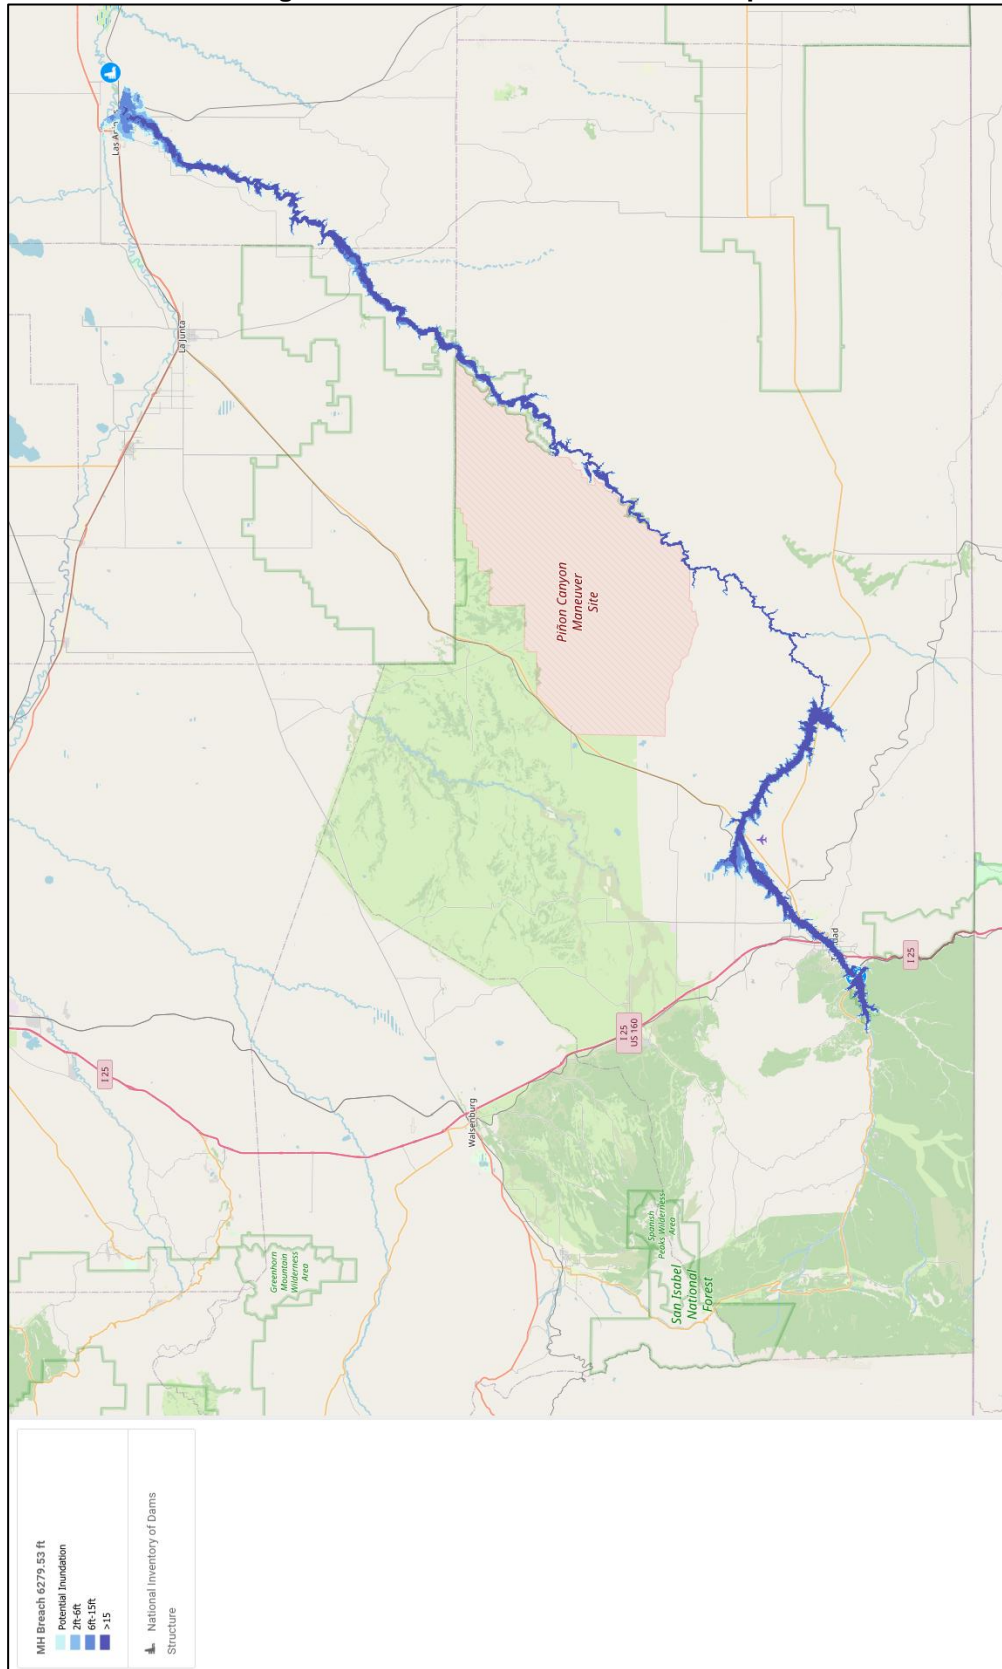 Las
La Junta
Piñon Canyon
Maneuver
Site
Walsenburg
I 25
I 25
US 160
I 25
Greenhorn
Mountain
Wilderness
Area
Spanish
Peaks Wilderness
Area
San Isabel
National
Forest
MH Breach 6279.53 ft
Potential Inundation
2ft-6ft
6ft-15ft
>15
National Inventory of Dams
Structure